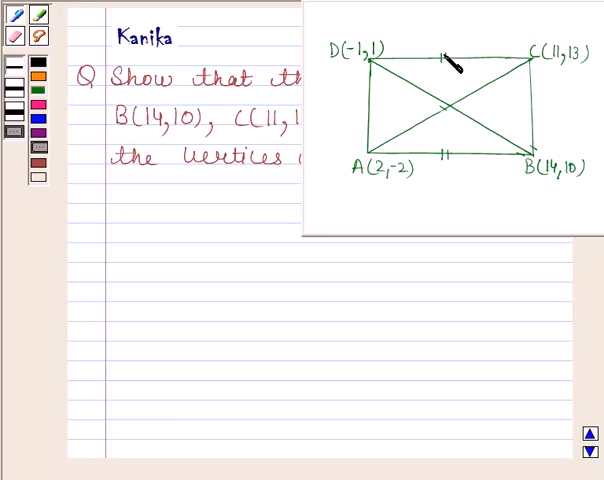 Kanika
Q Show that th
B(14,10), C(11,1
the vertices
D(-1,1) C(11,13)
A(2,-2) B(14,10)